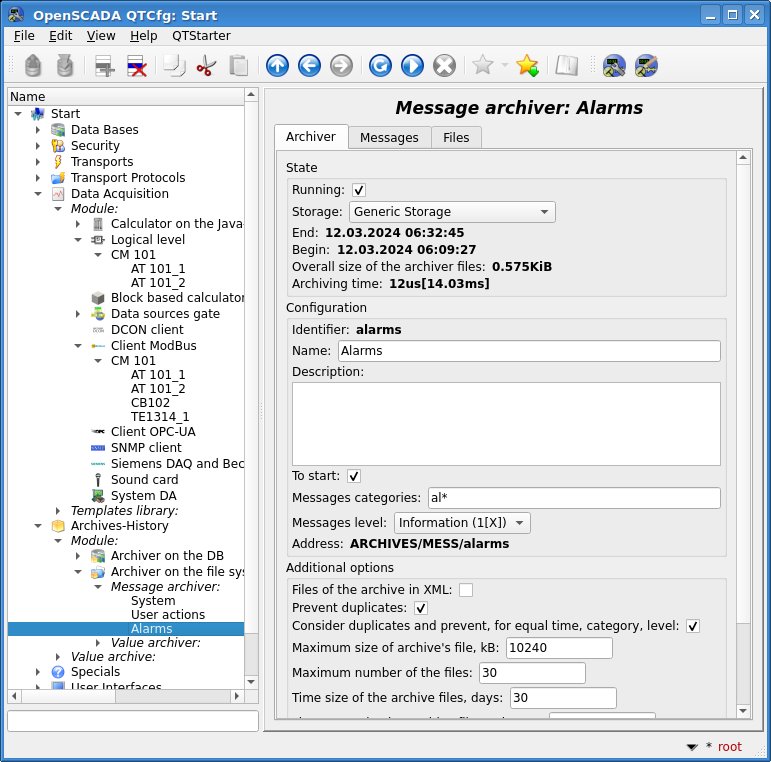 OpenSCADA QTCfg: Start
File Edit View Help QTStarter
Name
Start
Data Bases
Security
Transports
Transport Protocols
Data Acquisition
Module:
Calculator on the Java-
Logical level
CM 101
AT 101_1
AT 101_2
Block based calculator
Data sources gate
DCON client
Client ModBus
CM 101
AT 101_1
AT 101_2
CB102
TE1314_1
Client OPC-UA
SNMP client
Siemens DAQ and Bec
Sound card
System DA
Templates library:
Archives-History
Module:
Archiver on the DB
Archiver on the file sys
Message archiver:
System
User actions
Alarms
Value archiver:
Value archive:
Specials
User Interfaces
Message archiver: Alarms
Archiver Messages Files
State
Running:
Storage: Generic Storage
End: 12.03.2024 06:32:45
Begin: 12.03.2024 06:09:27
Overall size of the archiver files: 0.575KiB
Archiving time: 12us[14.03ms]
Configuration
Identifier: alarms
Name: Alarms
Description:
To start:
Messages categories: al*
Messages level: Information (1[X])
Address: ARCHIVES/MESS/alarms
Additional options
Files of the archive in XML:
Prevent duplicates:
Consider duplicates and prevent, for equal time, category, level:
Maximum size of archive's file, kB: 10240
Maximum number of the files: 30
Time size of the archive files, days: 30
* root